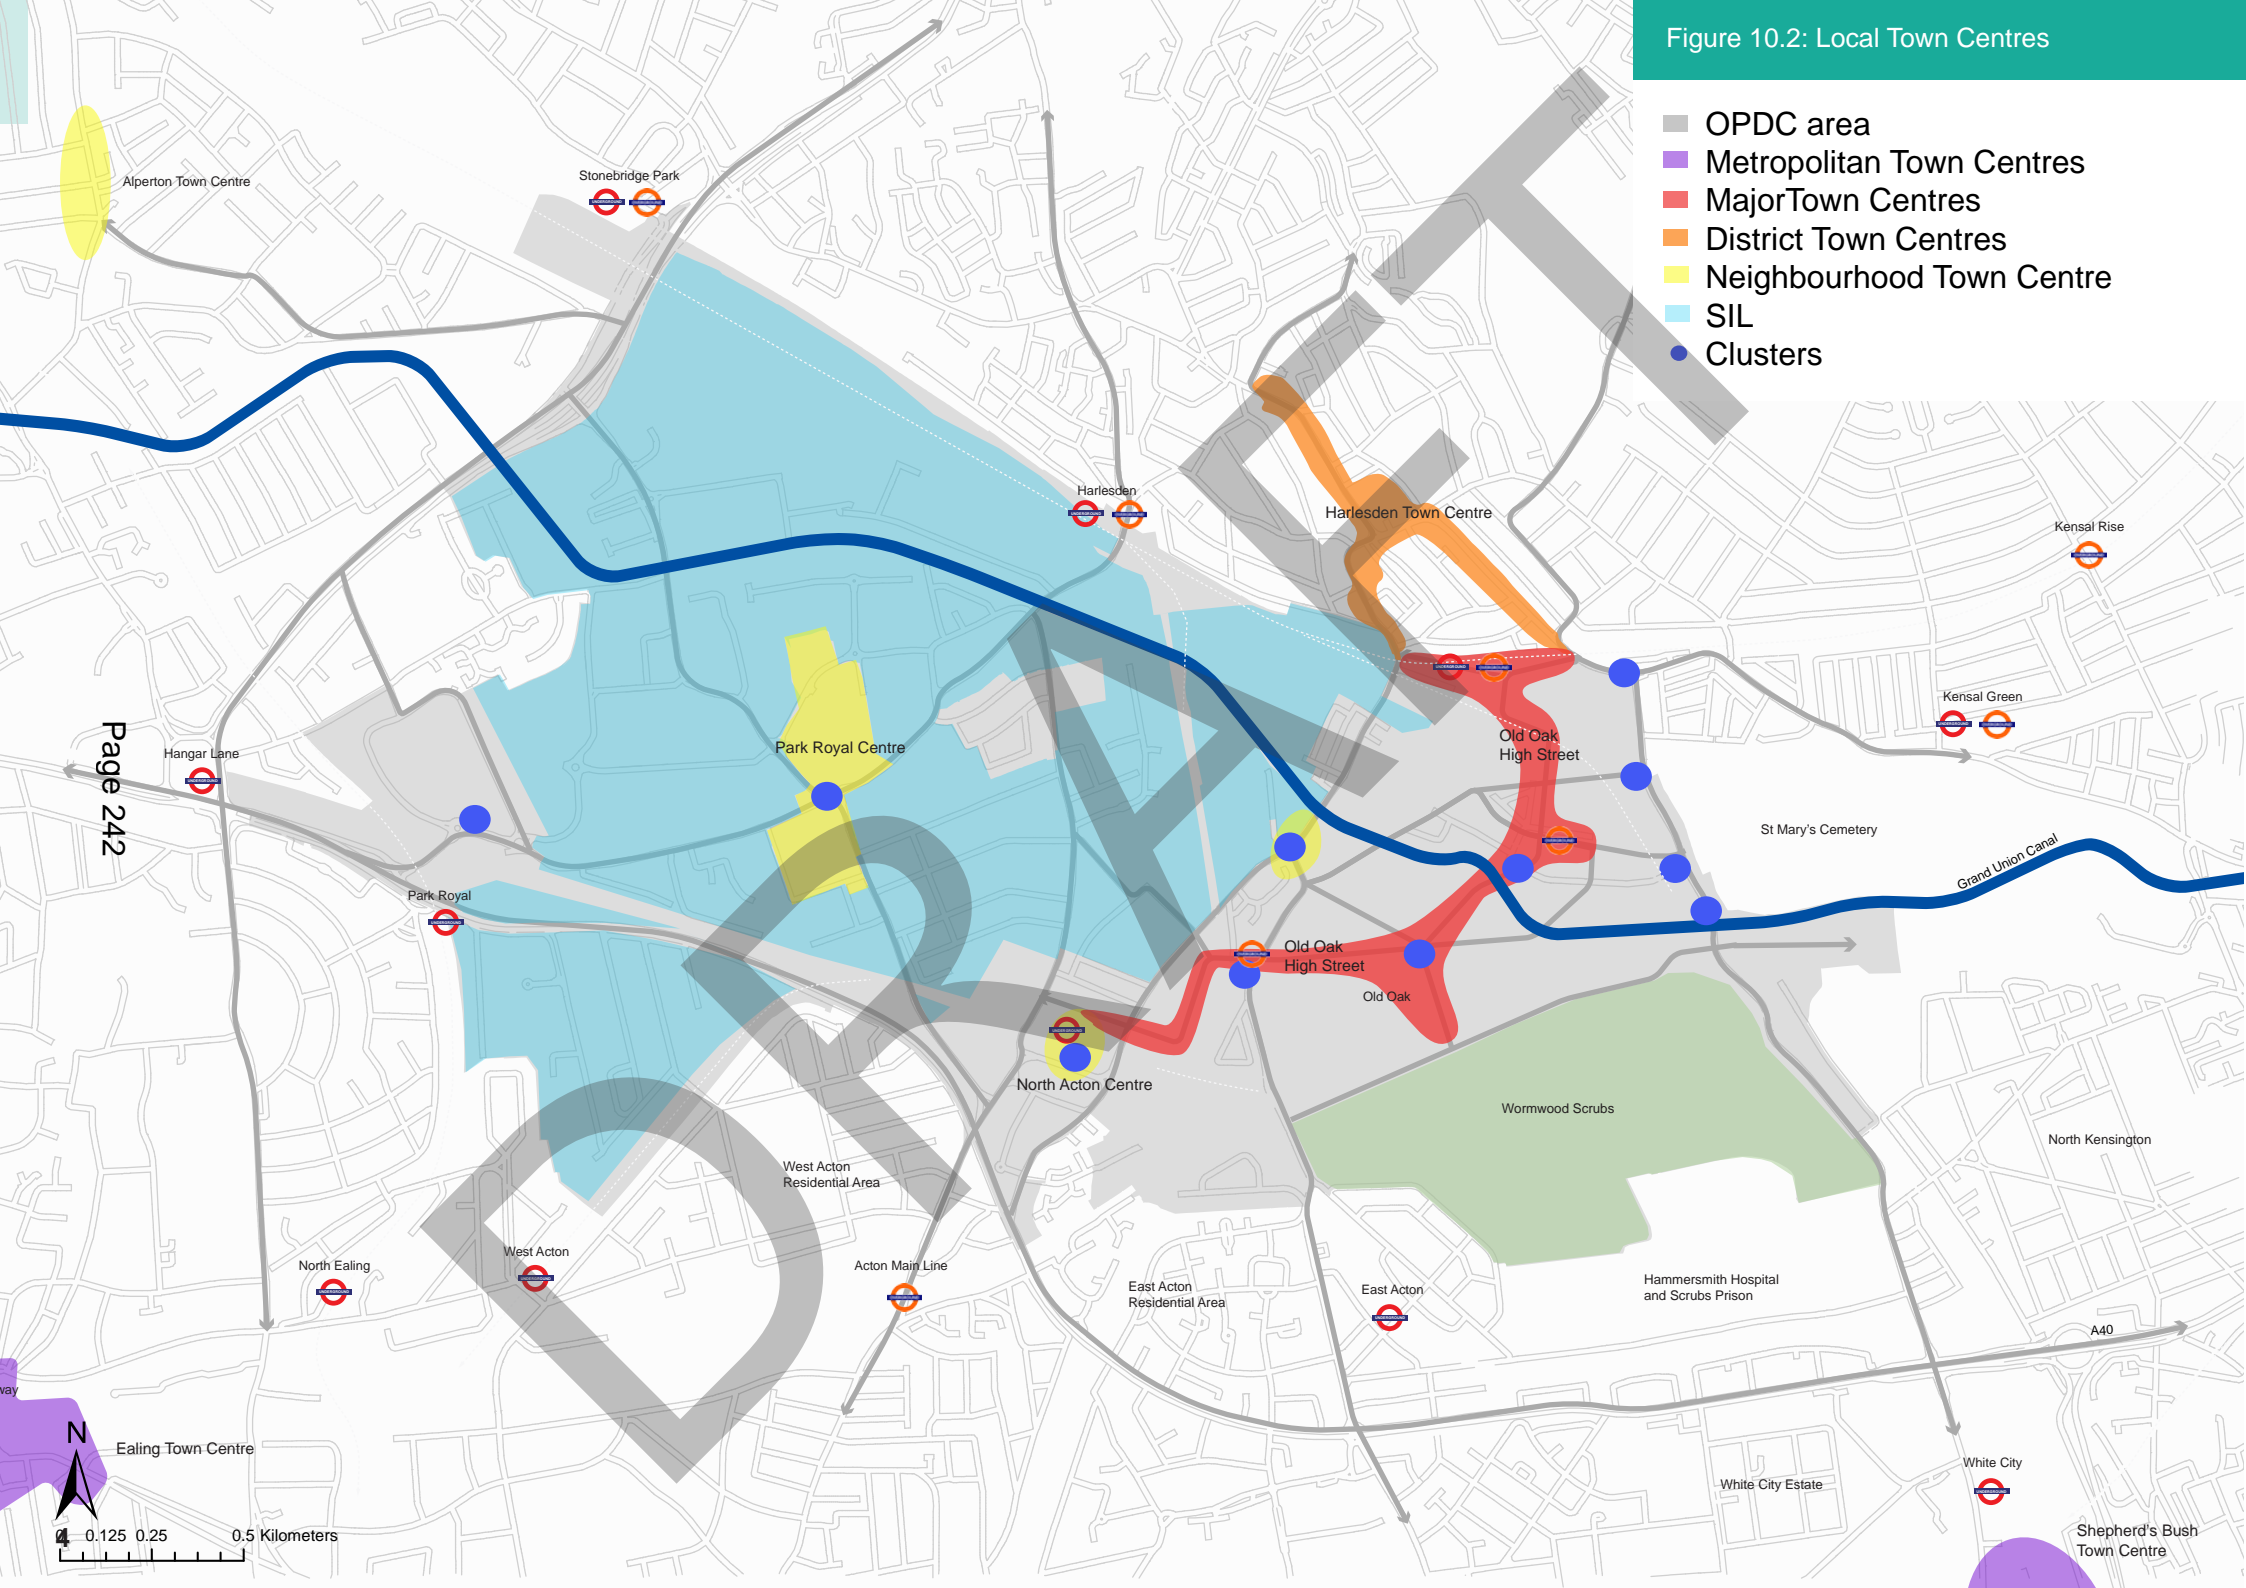 Figure 10.2: Local Town Centres
OPDC area
Metropolitan Town Centres
MajorTown Centres
District Town Centres
Neighbourhood Town Centre
SIL
Clusters
Alperton Town Centre
Stonebridge Park
UNDERGROUND
Harlesden
Harlesden Town Centre
Kensal Rise
Kensal Green
Old Oak
High Street
Park Royal Centre
Hangar Lane
Page 242
St Mary's Cemetery
Grand Union Canal
Park Royal
Old Oak
High Street
Old Oak
North Acton Centre
Wormwood Scrubs
North Kensington
West Acton
Residential Area
West Acton
North Ealing
Acton Main Line
East Acton
Residential Area
East Acton
Hammersmith Hospital
and Scrubs Prison
A40
way
Ealing Town Centre
N
White City
White City Estate
Shepherd's Bush
Town Centre
4
0.125 0.25 0.5 Kilometers
DRAFT